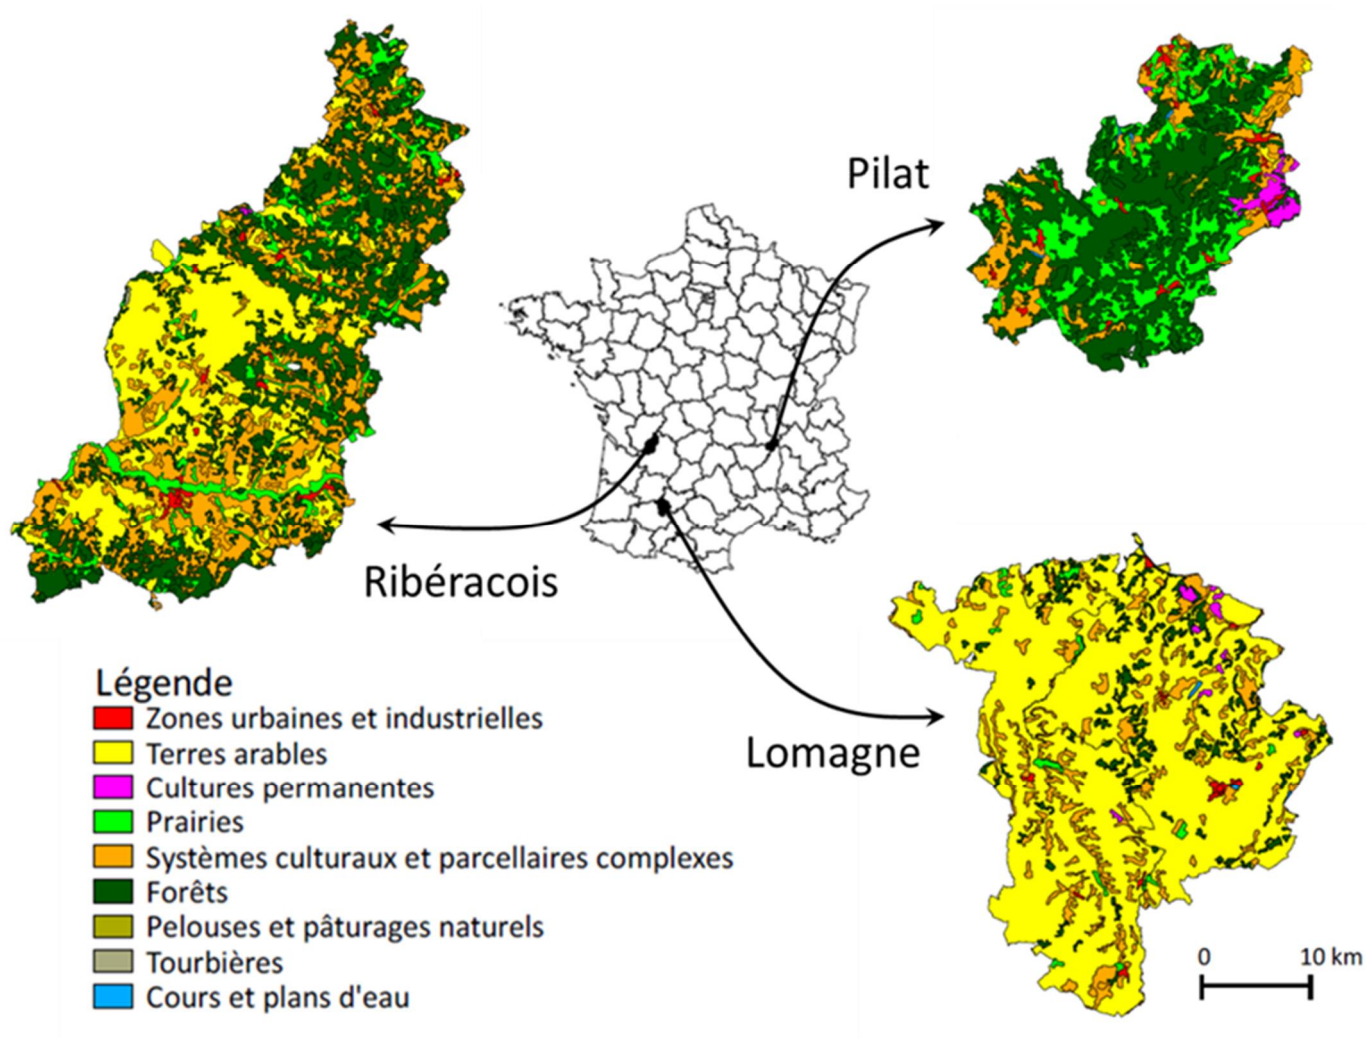 Pilat
Ribéracois
Lomagne
Légende
Zones urbaines et industrielles
Terres arables
Cultures permanentes
Prairies
Systèmes culturaux et parcellaires complexes
Forêts
Pelouses et pâturages naturels
Tourbières
Cours et plans d'eau
0 10 km